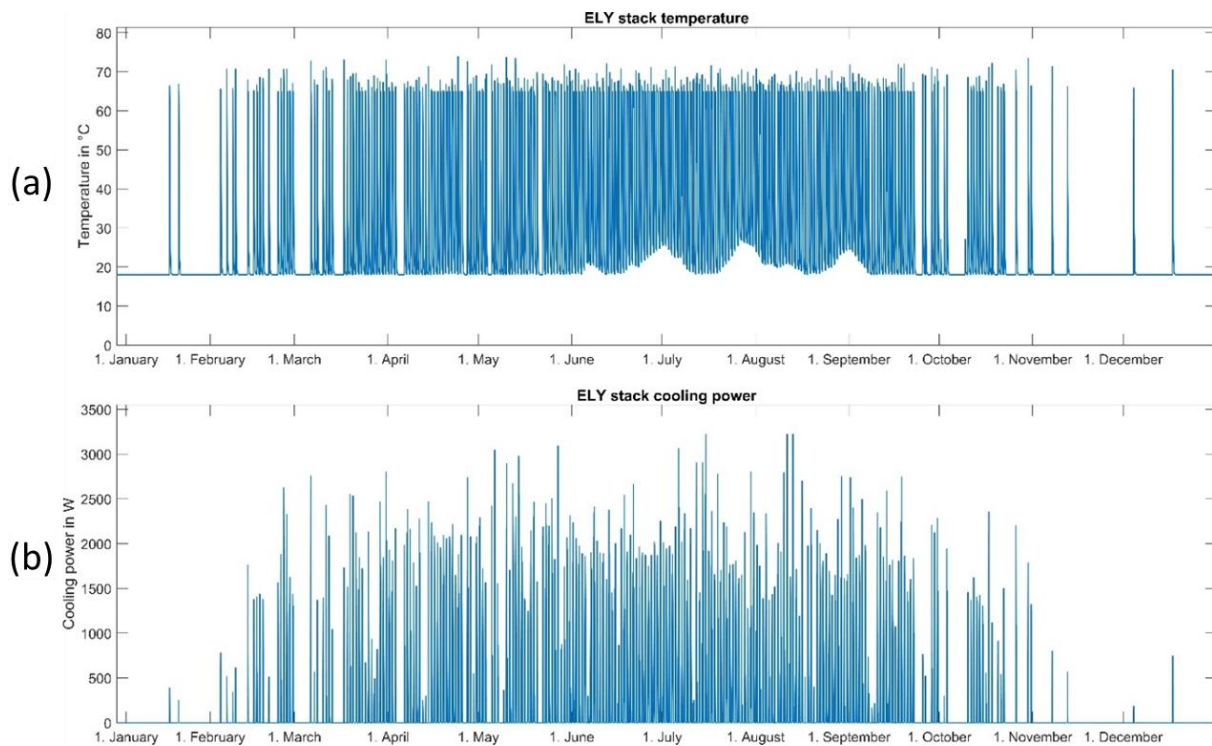 ELY stack temperature
(a)
Temperature in °C
80
70
60
50
40
30
20
10
0
1. January 1. February 1. March 1. April 1. May 1. June 1. July 1. August 1. September 1. October 1. November 1. December
ELY stack cooling power
(b)
Cooling power in W
3500
3000
2500
2000
1500
1000
500
0
1. January 1. February 1. March 1. April 1. May 1. June 1. July 1. August 1. September 1. October 1. November 1. December